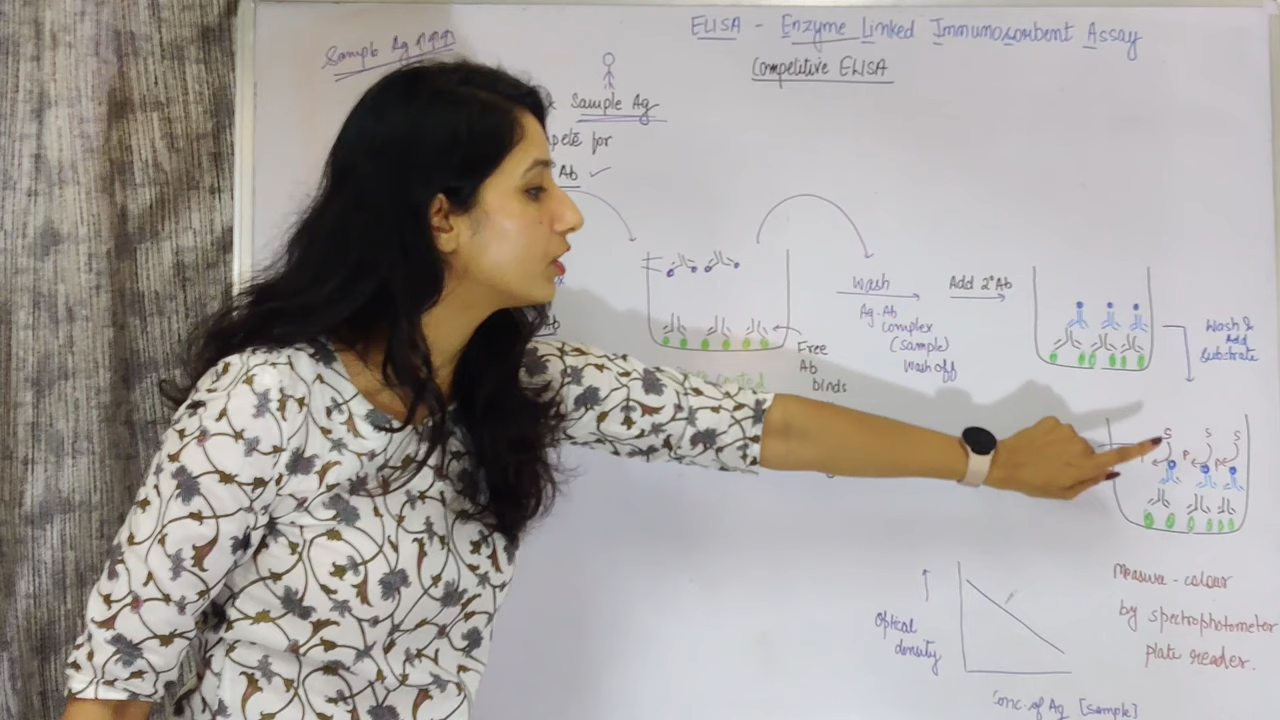 Sample Ag ↑↑↑
ELISA - Enzyme Linked Immunosorbent Assay
Competitive ELISA
& Sample Ag
pete for
Ab ✓
x
Ab
Free
Ab
binds
Wash
Ag-Ab
complex
(sample)
wash off
Add 2° Ab
Wash &
Add
Substrate
S S S
P P
Optical
density
Conc. of Ag [sample]
Measure - colour
by spectrophotometer
plate reader.